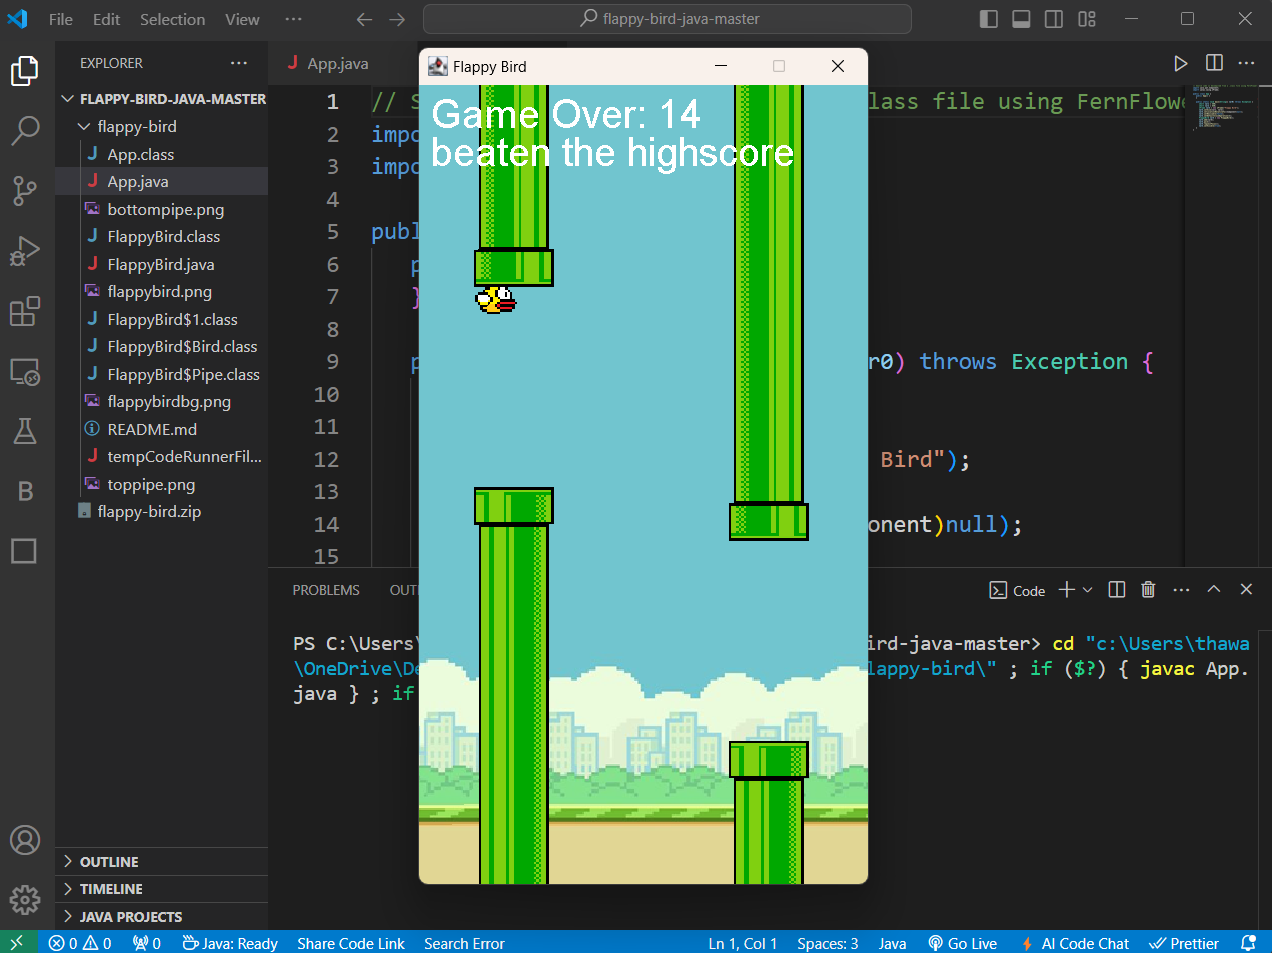 File Edit Selection View ··· flappy-bird-java-master
EXPLORER ···
FLAPPY-BIRD-JAVA-MASTER
flappy-bird
App.class
App.java
bottompipe.png
FlappyBird.class
FlappyBird.java
flappybird.png
FlappyBird$1.class
FlappyBird$Bird.class
FlappyBird$Pipe.class
flappybirdbg.png
README.md
tempCodeRunnerFil...
toppipe.png
flappy-bird.zip
OUTLINE
TIMELINE
JAVA PROJECTS
App.java
Flappy Bird
Game Over: 14
beaten the highscore
1 // S lass file using FernFlowe
2 impo
3 impo
4
5 publ
6 p
7 }
8
9 p r0) throws Exception {
10
11
12 Bird");
13
14 onent)null);
15
PROBLEMS OUT Code
PS C:\Users\ ird-java-master> cd "c:\Users\thawa
\OneDrive\De lappy-bird\" ; if ($?) { javac App.
java } ; if
0 0 0 Java: Ready Share Code Link Search Error Ln 1, Col 1 Spaces: 3 Java Go Live AI Code Chat Prettier